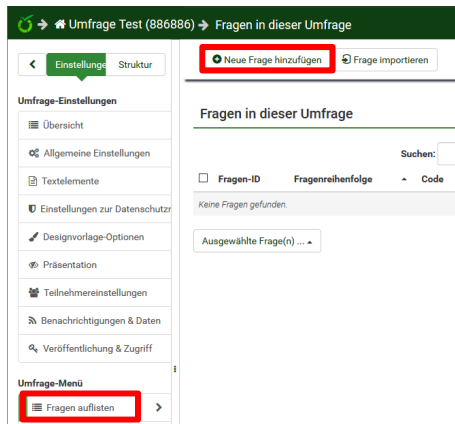 Umfrage Test (886886) Fragen in dieser Umfrage
Einstellunge Struktur
Neue Frage hinzufügen Frage importieren
Umfrage-Einstellungen
Übersicht
Allgemeine Einstellungen
Textelemente
Einstellungen zur Datenschutzr
Designvorlage-Optionen
Präsentation
Teilnehmereinstellungen
Benachrichtigungen & Daten
Veröffentlichung & Zugriff
Umfrage-Menü
Fragen auflisten
Fragen in dieser Umfrage
Suchen:
Fragen-ID Fragenreihenfolge Code
Keine Fragen gefunden.
Ausgewählte Frage(n) ...